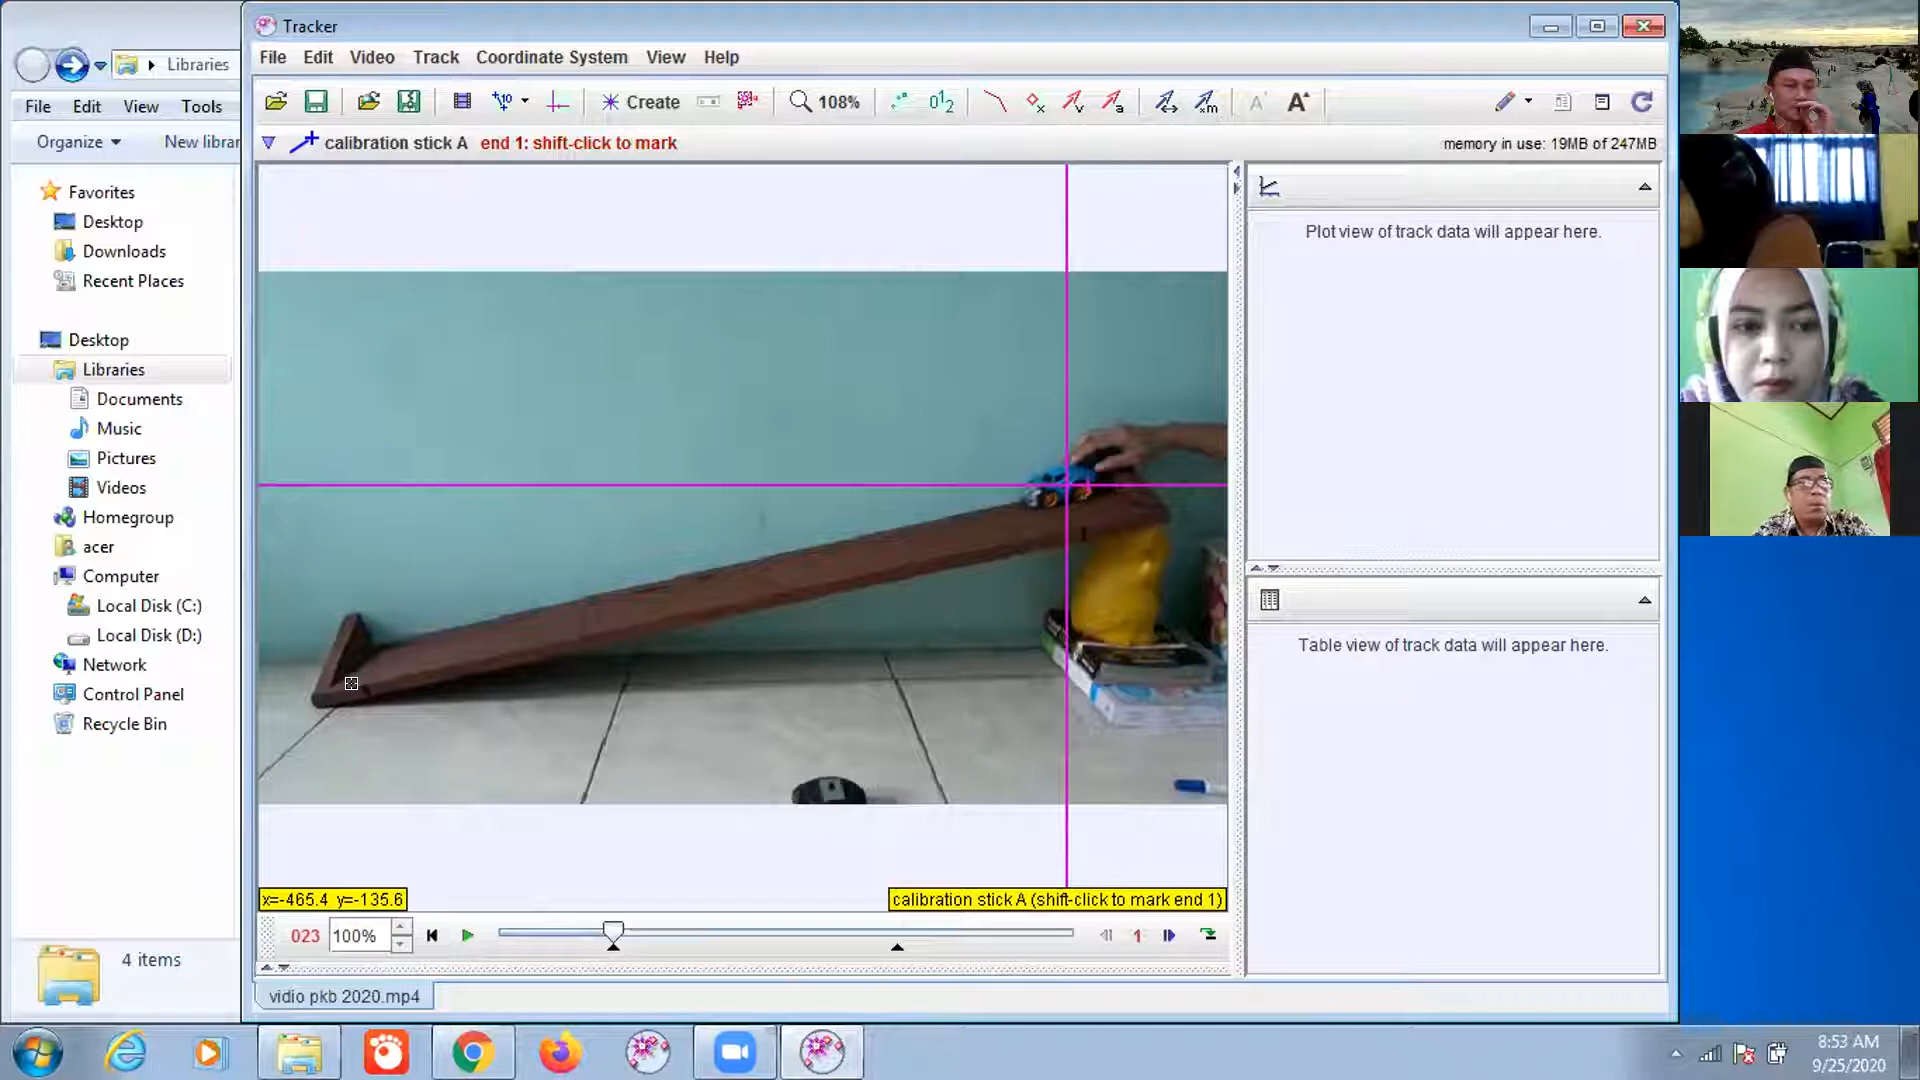 Tracker
Libraries
File Edit Video Track Coordinate System View Help
File Edit View Tools
Create 108%
Organize New librar
calibration stick A end 1: shift-click to mark
memory in use: 19MB of 247MB
Favorites
Desktop
Downloads
Recent Places
Desktop
Libraries
Documents
Music
Pictures
Videos
Homegroup
acer
Computer
Local Disk (C:)
Local Disk (D:)
Network
Control Panel
Recycle Bin
4 items
Plot view of track data will appear here.
Table view of track data will appear here.
x=-465.4 y=-135.6
calibration stick A (shift-click to mark end 1)
023 100% 1
vidio pkb 2020.mp4
8:53 AM
9/25/2020